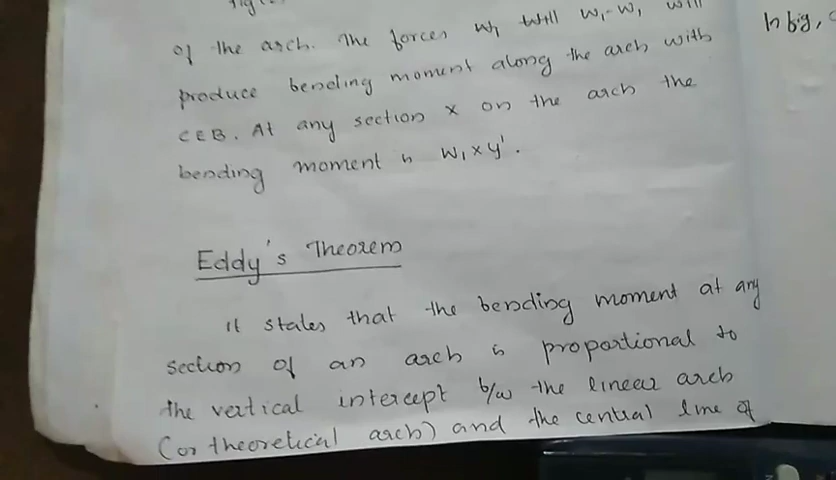 fig
of the arch. The forces W1 will W1-W1 will
produce bending moment along the arch with
CEB. At any section x on the arch the
bending moment is W1 x y'.
Eddy's Theorem
It states that the bending moment at any
section of an arch is proportional to
the vertical intercept b/w the linear arch
(or theoretical arch) and the central line of
In big,